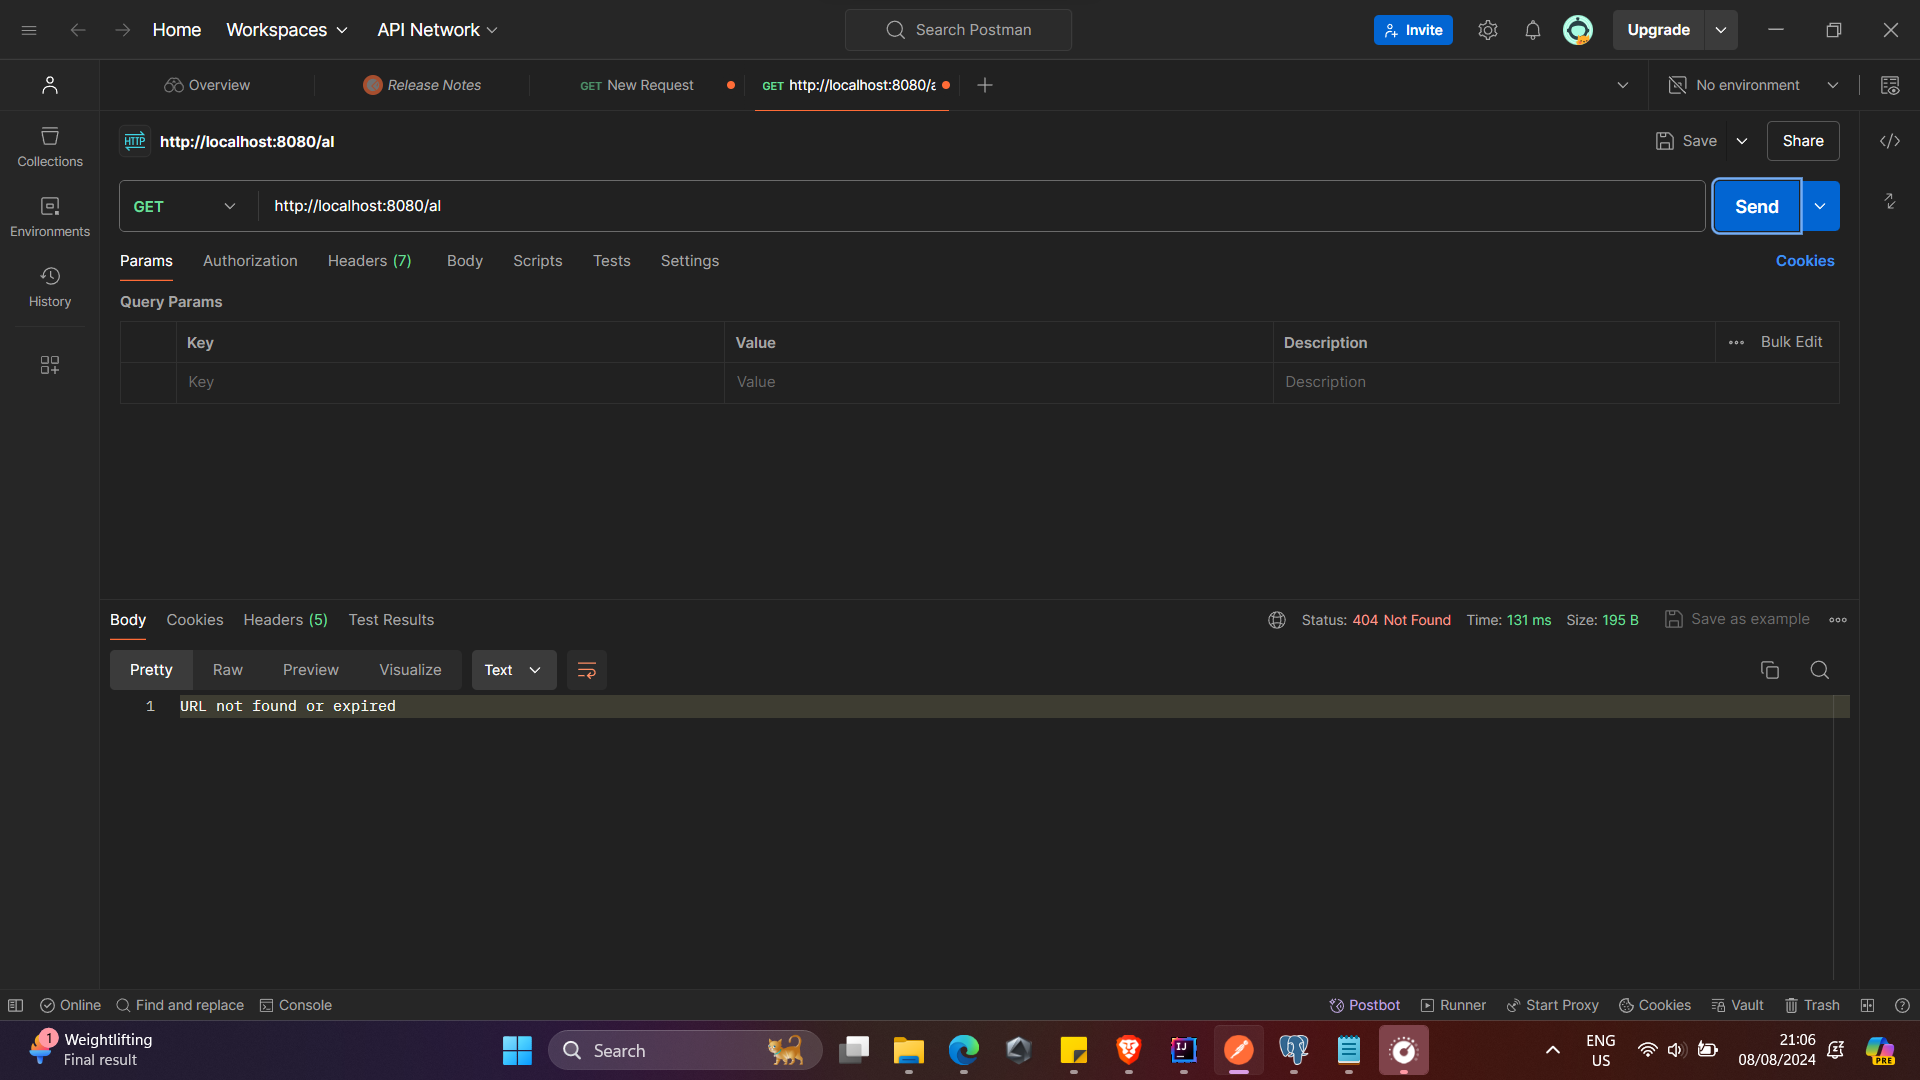 Home Workspaces API Network Search Postman Invite Upgrade
Overview Release Notes GET New Request GET http://localhost:8080/a No environment
HTTP http://localhost:8080/al Save Share
GET http://localhost:8080/al Send
Params Authorization Headers (7) Body Scripts Tests Settings Cookies
Query Params
Key Value Description Bulk Edit
Key Value Description
Collections
Environments
History
Body Cookies Headers (5) Test Results Status: 404 Not Found Time: 131 ms Size: 195 B Save as example
Pretty Raw Preview Visualize Text
1 URL not found or expired
Online Find and replace Console Postbot Runner Start Proxy Cookies Vault Trash
1 Weightlifting
Final result
Search
IJ
ENG
US
21:06
08/08/2024
PRE